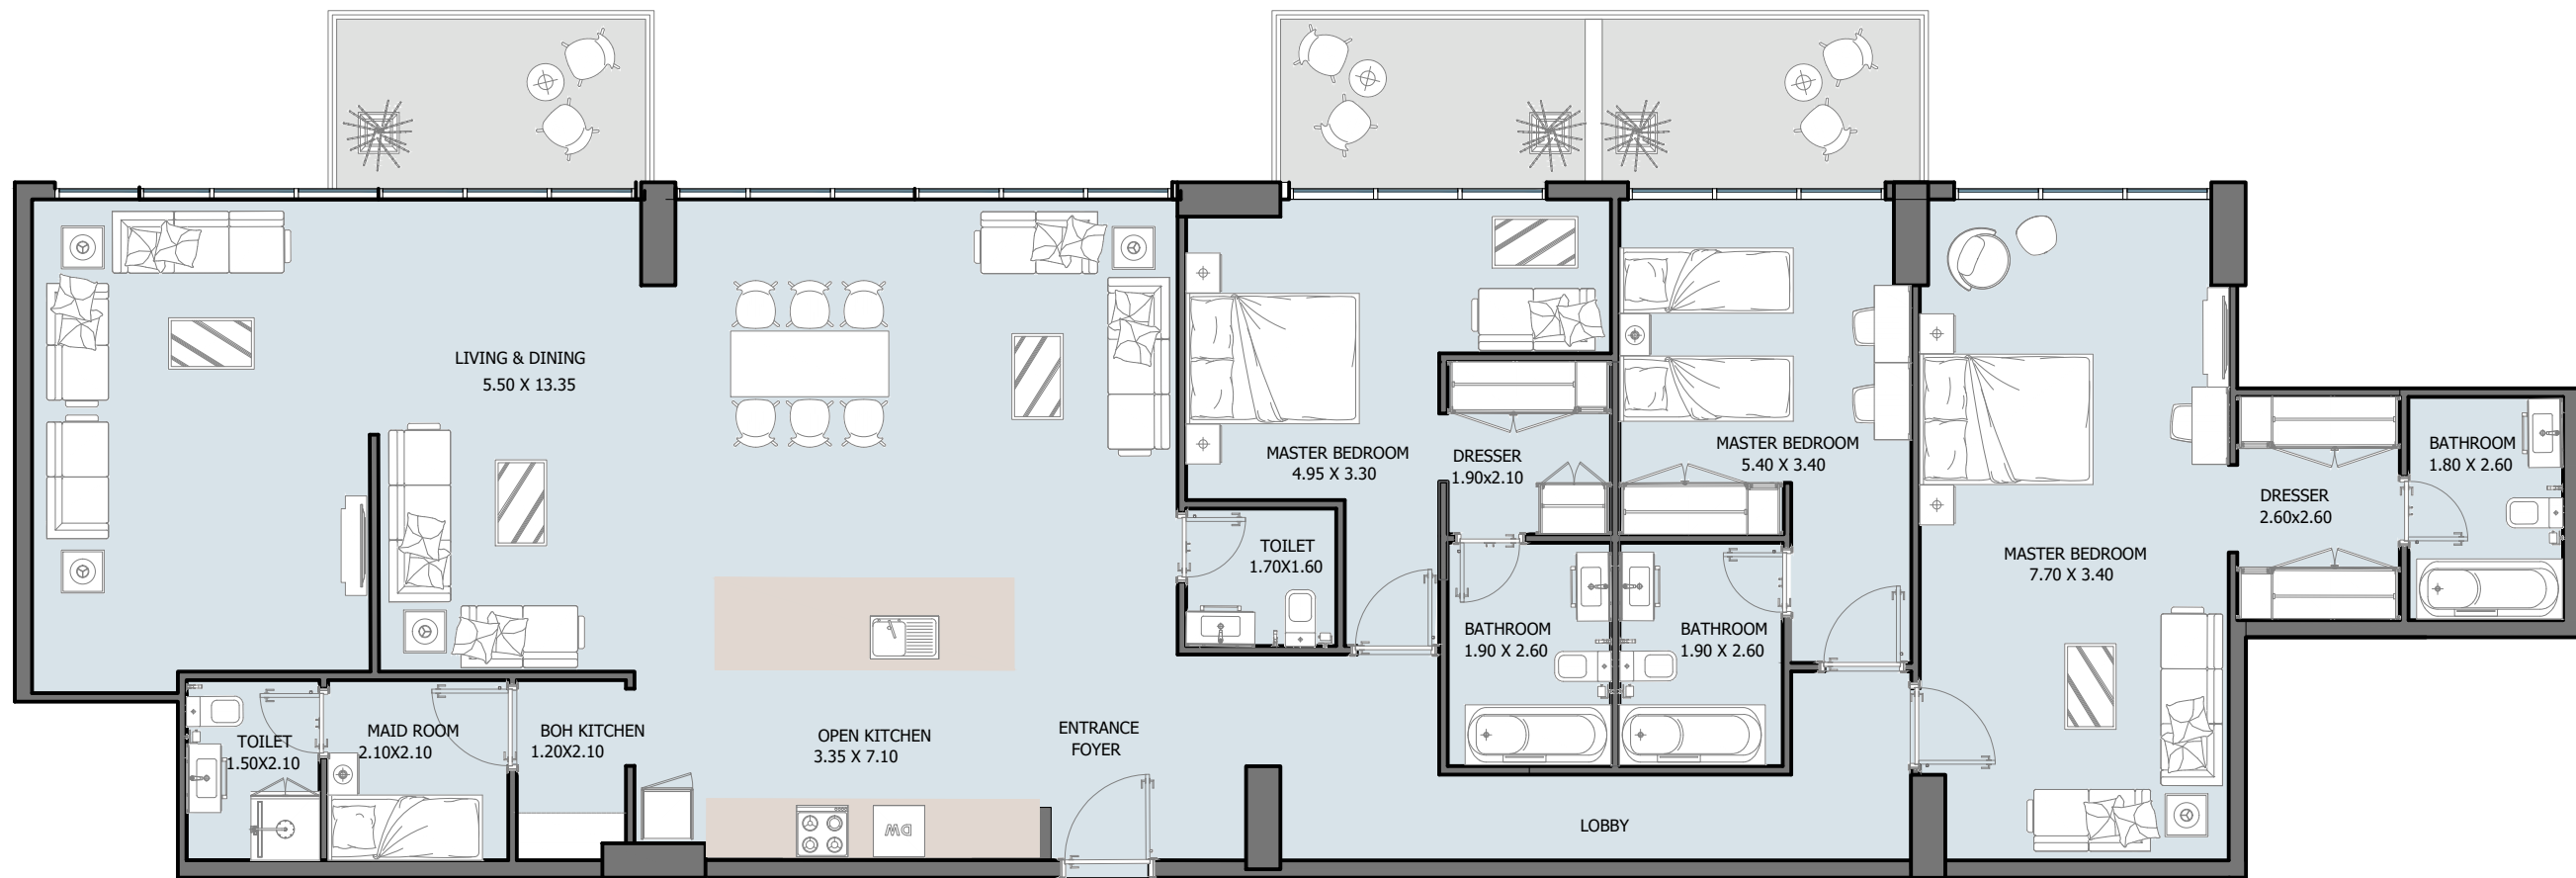 LIVING & DINING
5.50 X 13.35
MASTER BEDROOM
4.95 X 3.30
DRESSER
1.90x2.10
MASTER BEDROOM
5.40 X 3.40
BATHROOM
1.80 X 2.60
DRESSER
2.60x2.60
TOILET
1.70X1.60
MASTER BEDROOM
7.70 X 3.40
BATHROOM
1.90 X 2.60
BATHROOM
1.90 X 2.60
TOILET
1.50X2.10
MAID ROOM
2.10X2.10
BOH KITCHEN
1.20X2.10
OPEN KITCHEN
3.35 X 7.10
ENTRANCE
FOYER
DW
LOBBY